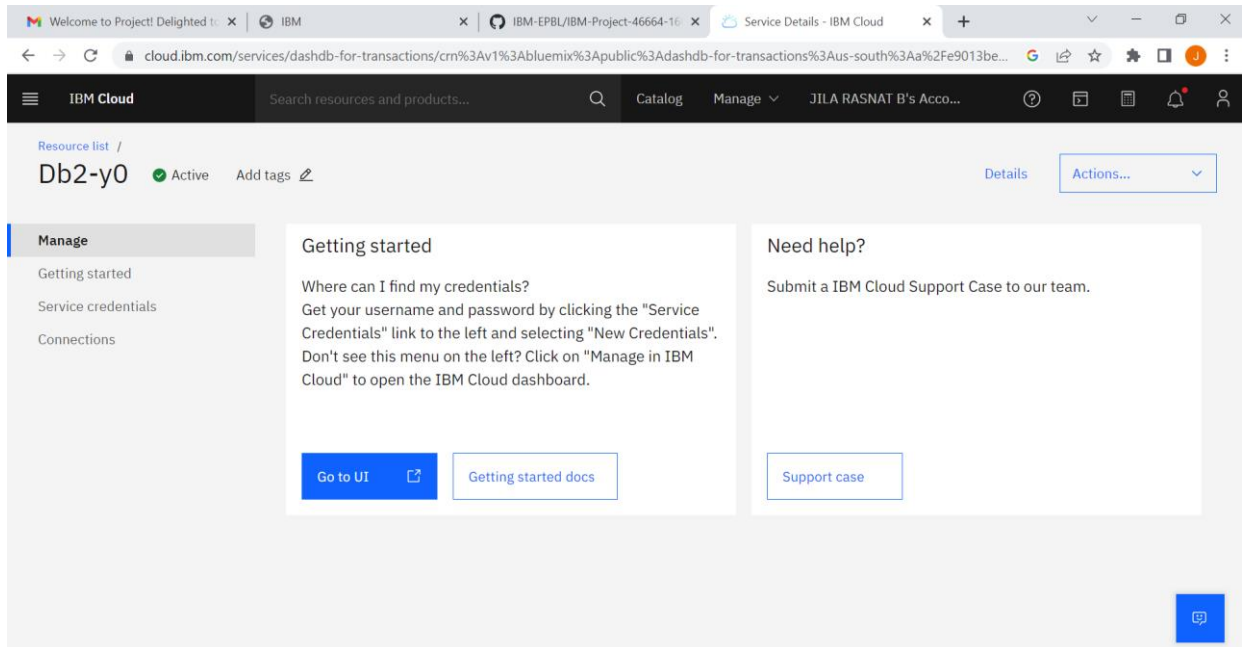 Welcome to Project! Delighted to
IBM
IBM-EPBL/IBM-Project-46664-16
Service Details - IBM Cloud
cloud.ibm.com/services/dashdb-for-transactions/crn%3Av1%3Abluemix%3Apublic%3Adashdb-for-transactions%3Aus-south%3Aa%2Fe9013be...
IBM Cloud
Search resources and products...
Catalog
Manage
JILA RASNAT B's Acco...
Resource list /
Db2-y0
Active
Add tags
Details
Actions...
Manage
Getting started
Service credentials
Connections
Getting started
Where can I find my credentials?
Get your username and password by clicking the "Service
Credentials" link to the left and selecting "New Credentials".
Don't see this menu on the left? Click on "Manage in IBM
Cloud" to open the IBM Cloud dashboard.
Go to UI
Getting started docs
Need help?
Submit a IBM Cloud Support Case to our team.
Support case